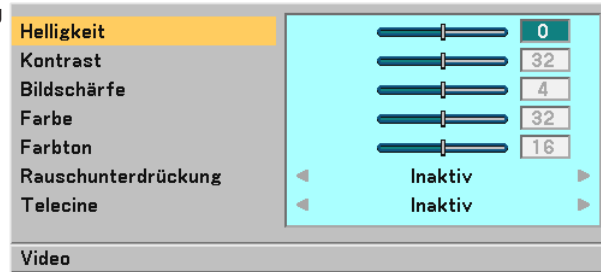 Helligkeit 0
Kontrast 32
Bildschärfe 4
Farbe 32
Farbton 16
Rauschunterdrückung Inaktiv
Telecine Inaktiv
Video